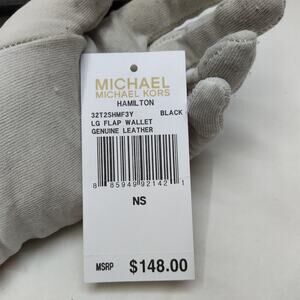 MICHAEL
MICHAEL KORS
HAMILTON
32T2SHMF3Y BLACK
LG FLAP WALLET
GENUINE LEATHER
8 85949 92142 1
NS
MSRP $148.00